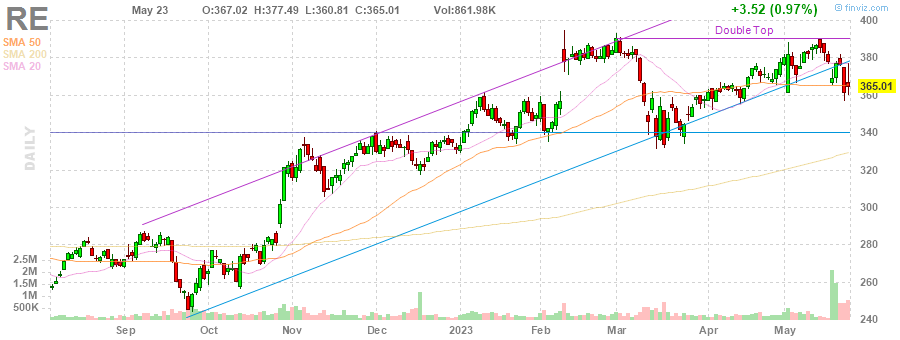 RE
May 23 O:367.02 H:377.49 L:360.81 C:365.01 Vol:861.98K +3.52 (0.97%)
© finviz.com
SMA 50
SMA 200
SMA 20
Double Top
DAILY
400
380
365.01
360
340
320
300
280
260
240
2.5M
2M
1.5M
1M
500K
Sep Oct Nov Dec 2023 Feb Mar Apr May